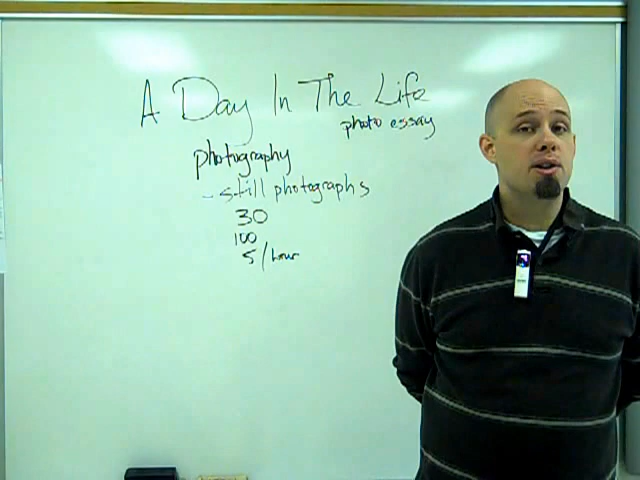 A Day In The Life
photo essay
photography
- still photographs
30
100
5/hour